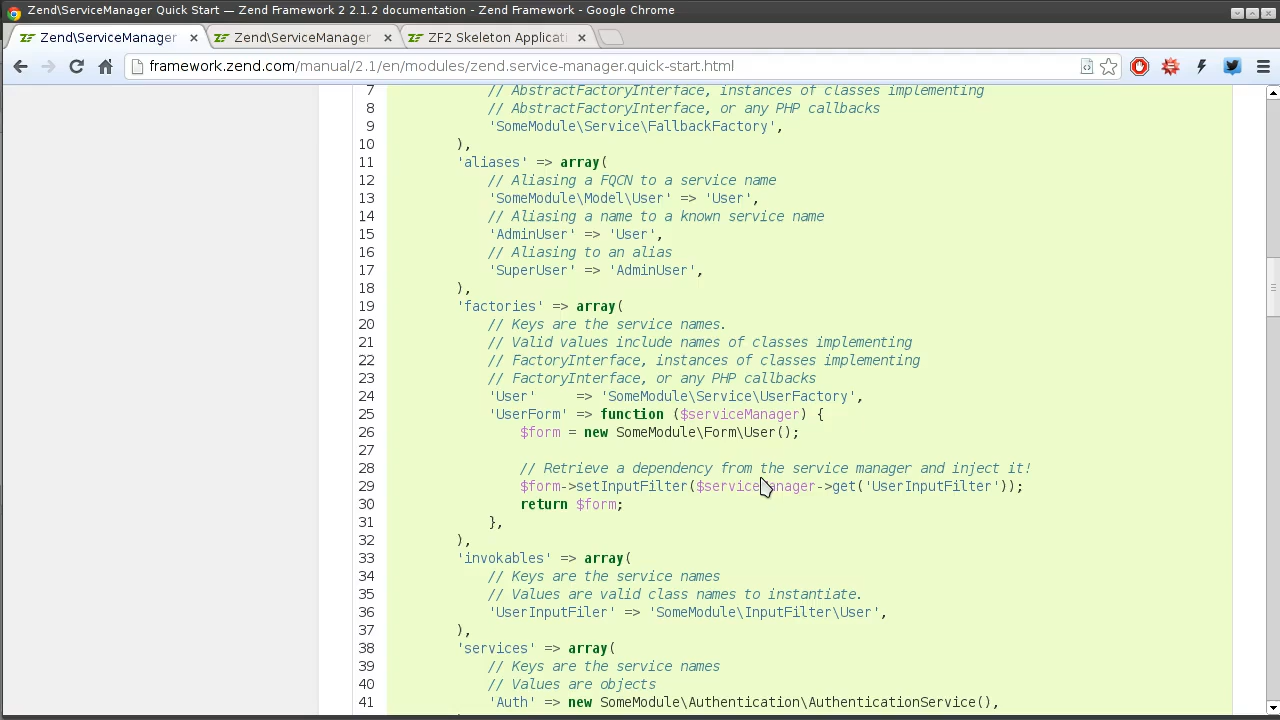 Zend\ServiceManager Quick Start — Zend Framework 2 2.1.2 documentation - Zend Framework - Google Chrome
Zend\ServiceManager
Zend\ServiceManager
ZF2 Skeleton Applicati
framework.zend.com/manual/2.1/en/modules/zend.service-manager.quick-start.html
7 // AbstractFactoryInterface, instances of classes implementing
8 // AbstractFactoryInterface, or any PHP callbacks
9 'SomeModule\Service\FallbackFactory',
10 ),
11 'aliases' => array(
12 // Aliasing a FQCN to a service name
13 'SomeModule\Model\User' => 'User',
14 // Aliasing a name to a known service name
15 'AdminUser' => 'User',
16 // Aliasing to an alias
17 'SuperUser' => 'AdminUser',
18 ),
19 'factories' => array(
20 // Keys are the service names.
21 // Valid values include names of classes implementing
22 // FactoryInterface, instances of classes implementing
23 // FactoryInterface, or any PHP callbacks
24 'User'     => 'SomeModule\Service\UserFactory',
25 'UserForm' => function ($serviceManager) {
26 $form = new SomeModule\Form\User();
27
28 // Retrieve a dependency from the service manager and inject it!
29 $form->setInputFilter($serviceManager->get('UserInputFilter'));
30 return $form;
31 },
32 ),
33 'invokables' => array(
34 // Keys are the service names
35 // Values are valid class names to instantiate.
36 'UserInputFiler' => 'SomeModule\InputFilter\User',
37 ),
38 'services' => array(
39 // Keys are the service names
40 // Values are objects
41 'Auth' => new SomeModule\Authentication\AuthenticationService(),